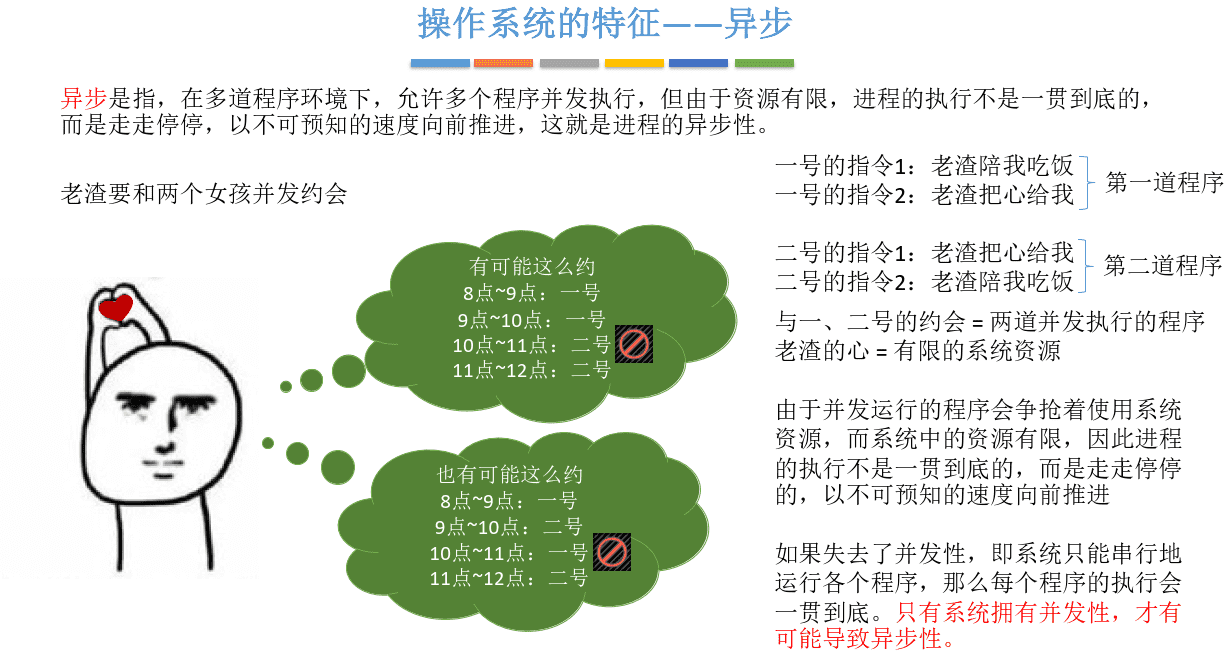 操作系统的特征——异步
异步是指，在多道程序环境下，允许多个程序并发执行，但由于资源有限，进程的执行不是一贯到底的，
而是走走停停，以不可预知的速度向前推进，这就是进程的异步性。
老渣要和两个女孩并发约会
有可能这么约
8点~9点：一号
9点~10点：一号
10点~11点：二号
11点~12点：二号
也有可能这么约
8点~9点：一号
9点~10点：二号
10点~11点：一号
11点~12点：二号
一号的指令1：老渣陪我吃饭
一号的指令2：老渣把心给我
第一道程序
二号的指令1：老渣把心给我
二号的指令2：老渣陪我吃饭
第二道程序
与一、二号的约会 = 两道并发执行的程序
老渣的心 = 有限的系统资源
由于并发运行的程序会争抢着使用系统
资源，而系统中的资源有限，因此进程
的执行不是一贯到底的，而是走走停停
的，以不可预知的速度向前推进
如果失去了并发性，即系统只能串行地
运行各个程序，那么每个程序的执行会
一贯到底。只有系统拥有并发性，才有
可能导致异步性。